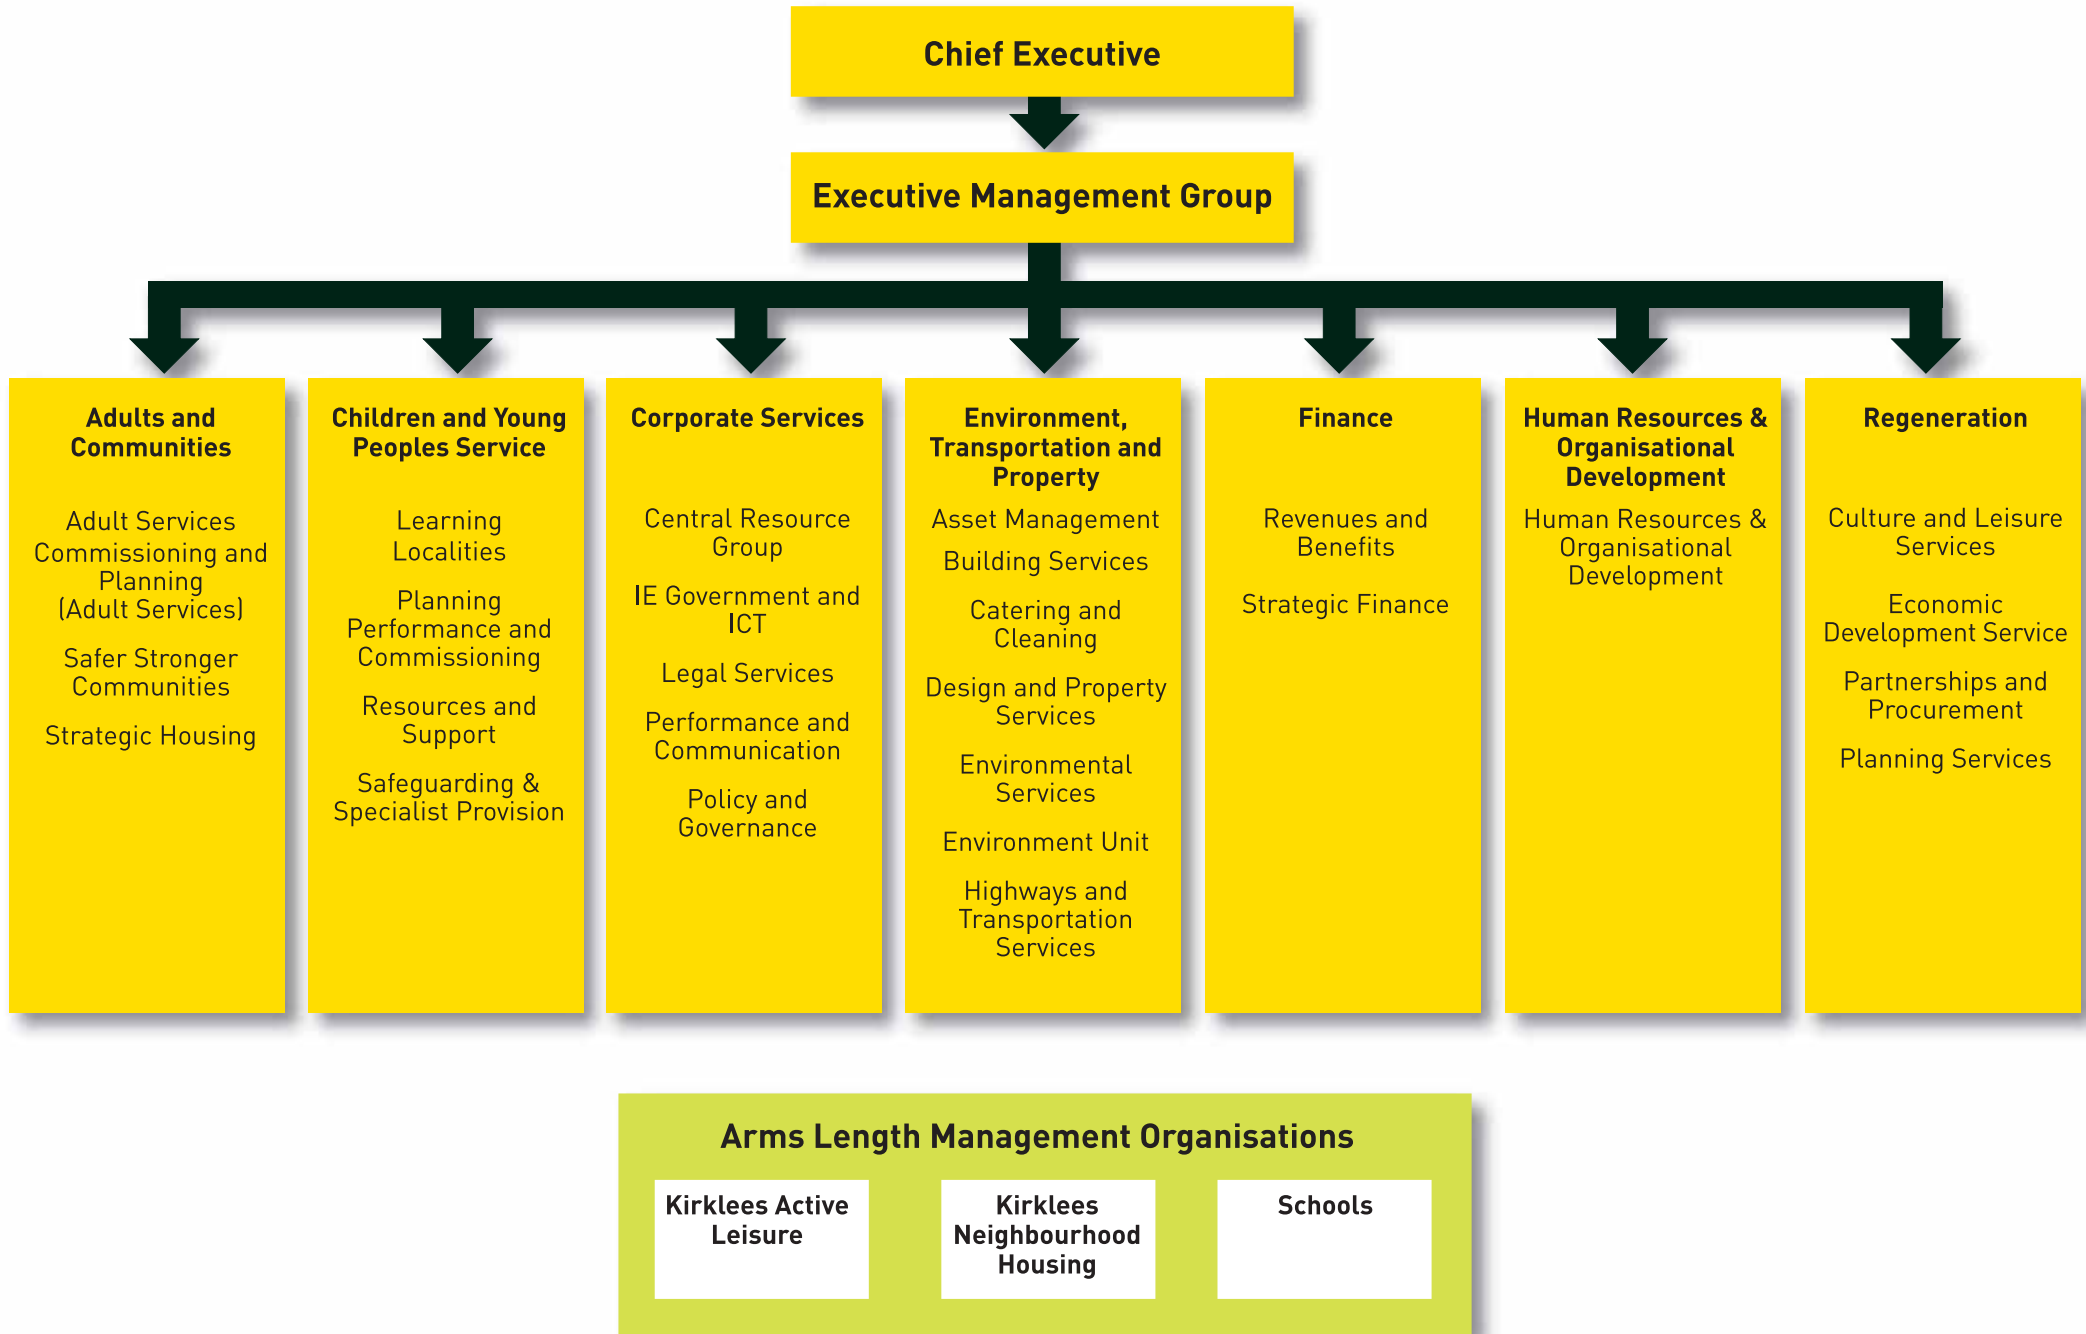 Chief Executive
Executive Management Group
Adults and
Communities
Adult Services
Commissioning and
Planning
(Adult Services)
Safer Stronger
Communities
Strategic Housing
Children and Young
Peoples Service
Learning
Localities
Planning
Performance and
Commissioning
Resources and
Support
Safeguarding &
Specialist Provision
Corporate Services
Central Resource
Group
IE Government and
ICT
Legal Services
Performance and
Communication
Policy and
Governance
Environment,
Transportation and
Property
Asset Management
Building Services
Catering and
Cleaning
Design and Property
Services
Environmental
Services
Environment Unit
Highways and
Transportation
Services
Finance
Revenues and
Benefits
Strategic Finance
Human Resources &
Organisational
Development
Human Resources &
Organisational
Development
Regeneration
Culture and Leisure
Services
Economic
Development Service
Partnerships and
Procurement
Planning Services
Arms Length Management Organisations
Kirklees Active
Leisure
Kirklees
Neighbourhood
Housing
Schools